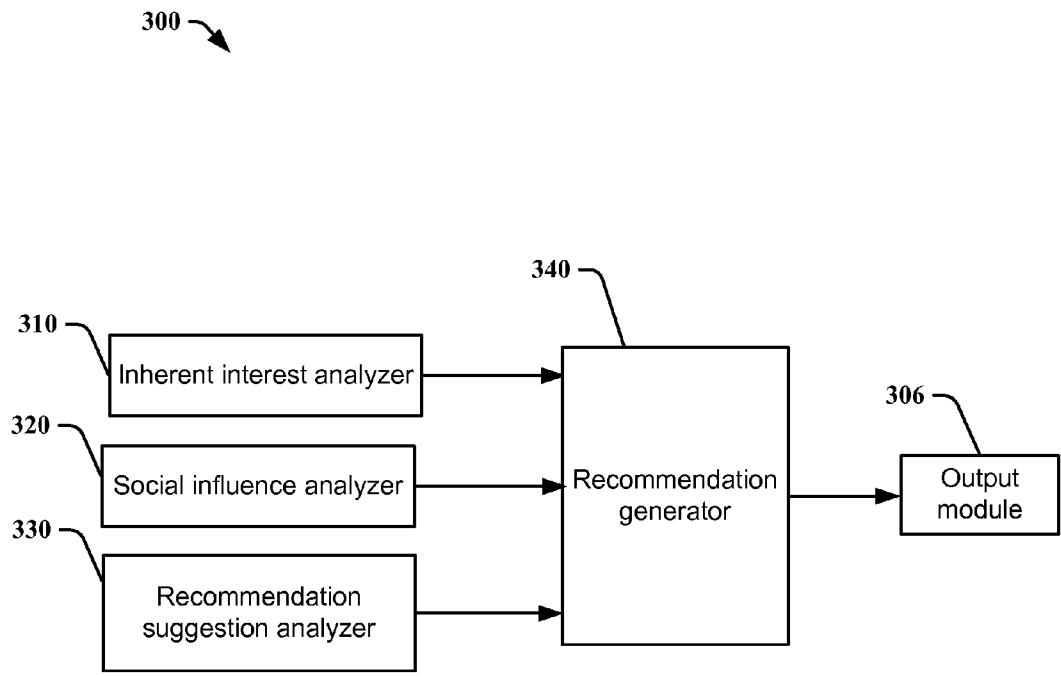 300
340
310
Inherent interest analyzer
306
320
Social influence analyzer
Recommendation
generator
Output
module
330
Recommendation
suggestion analyzer